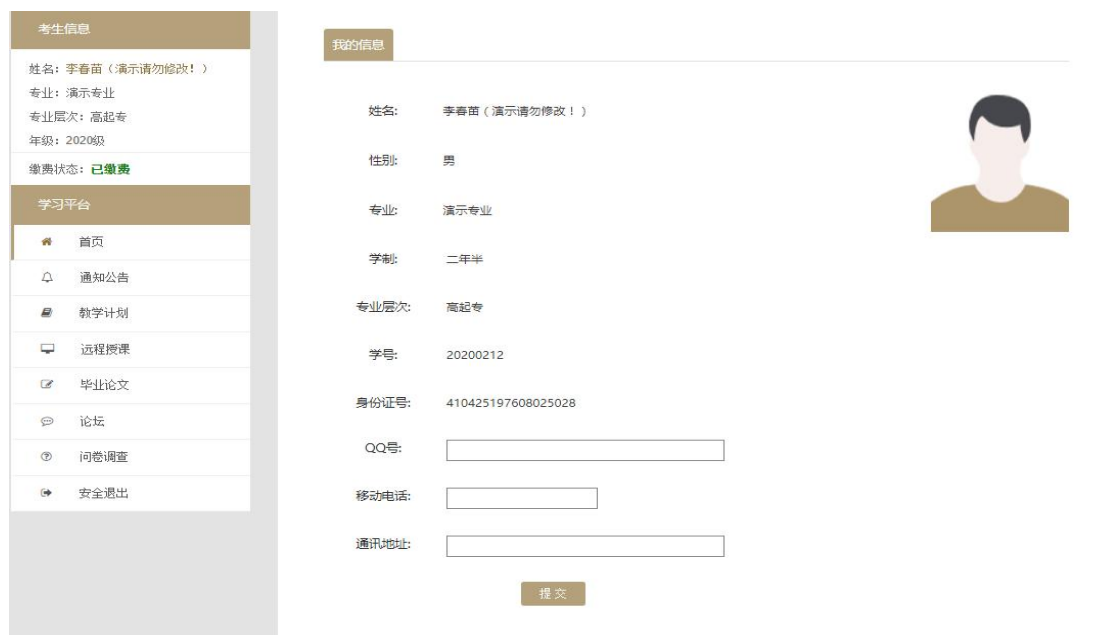 考生信息
姓名：李春苗（演示请勿修改！）
专业：演示专业
专业层次：高起专
年级：2020级
缴费状态：已缴费
学习平台
首页
通知公告
教学计划
远程授课
毕业论文
论坛
问卷调查
安全退出
我的信息
姓名: 李春苗（演示请勿修改！）
性别: 男
专业: 演示专业
学制: 二年半
专业层次: 高起专
学号: 20200212
身份证号: 410425197608025028
QQ号:
移动电话:
通讯地址:
提 交